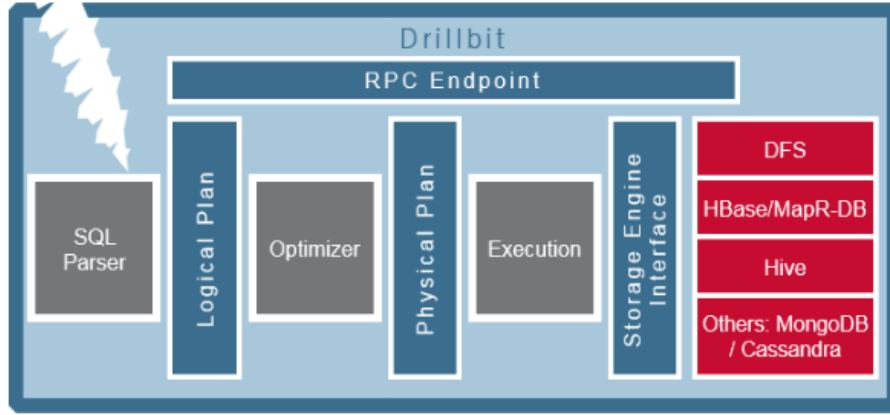 Drillbit
RPC Endpoint
SQL
Parser
Logical Plan
Optimizer
Physical Plan
Execution
Storage Engine
Interface
DFS
HBase/MapR-DB
Hive
Others: MongoDB
/ Cassandra